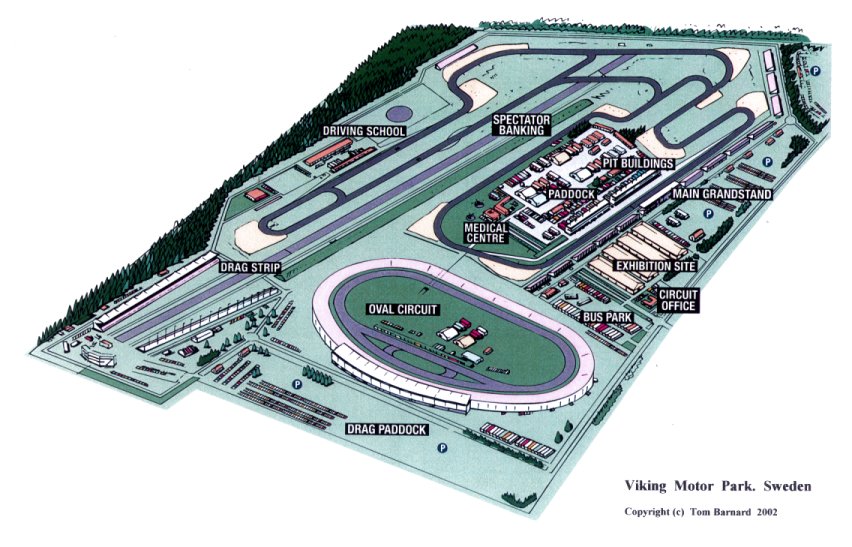 P
DRIVING SCHOOL
SPECTATOR
BANKING
PIT BUILDINGS
P
PADDOCK
MAIN GRANDSTAND
P
MEDICAL
CENTRE
DRAG STRIP
EXHIBITION SITE
CIRCUIT
OFFICE
OVAL CIRCUIT
BUS PARK
P
DRAG PADDOCK
P
Viking Motor Park. Sweden
Copyright (c) Tom Barnard 2002